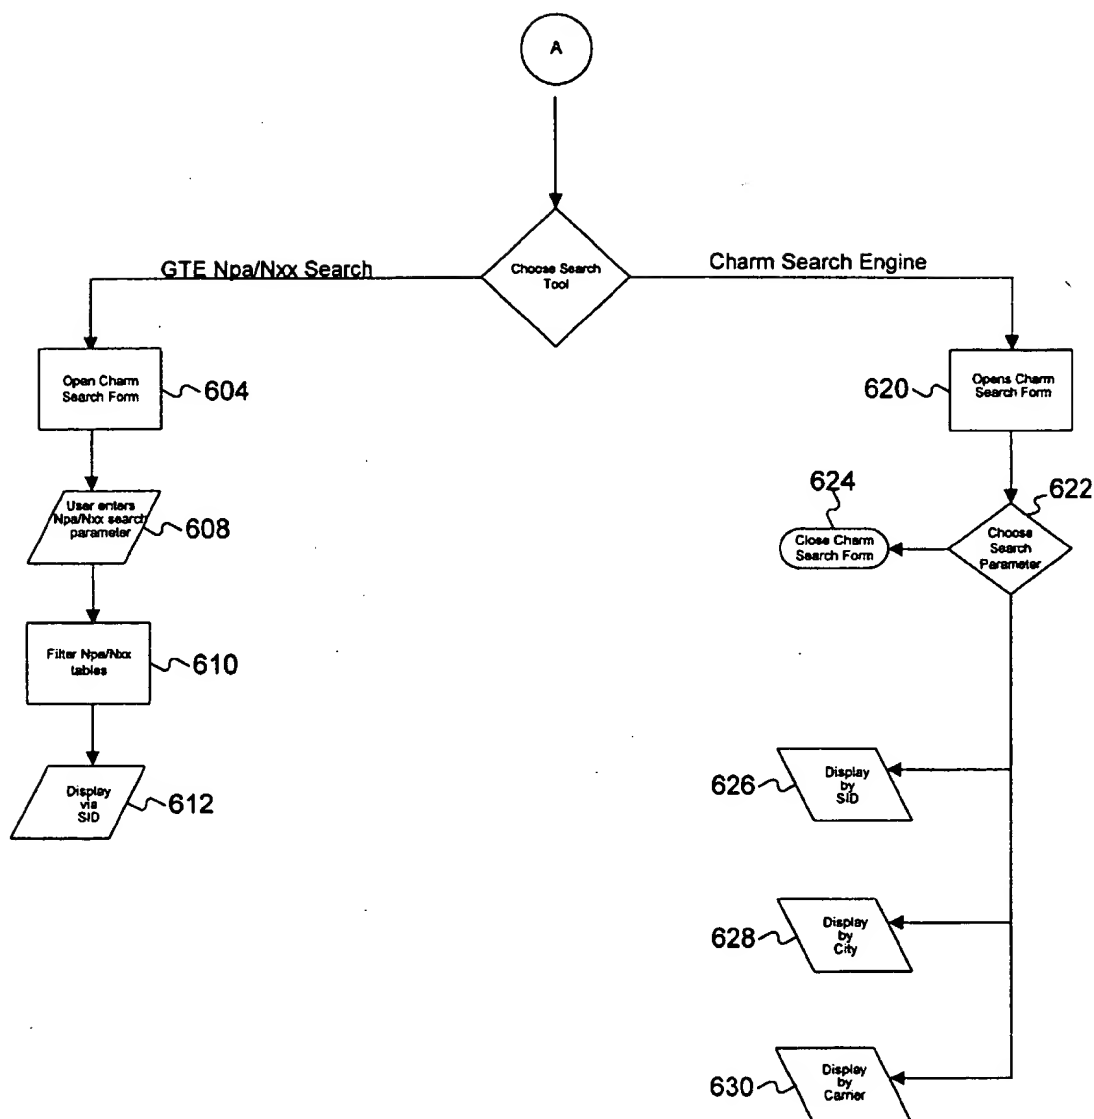 A
Choose Search
Tool
GTE Npa/Nxx Search
Charm Search Engine
Open Charm
Search Form
604
User enters
Npa/Nxx search
parameter
608
Filter Npa/Nxx
tables
610
Display
via
SID
612
Opens Charm
Search Form
620
Choose
Search
Parameter
622
624
Close Charm
Search Form
Display
by
SID
626
Display
by
City
628
Display
by
Carrier
630